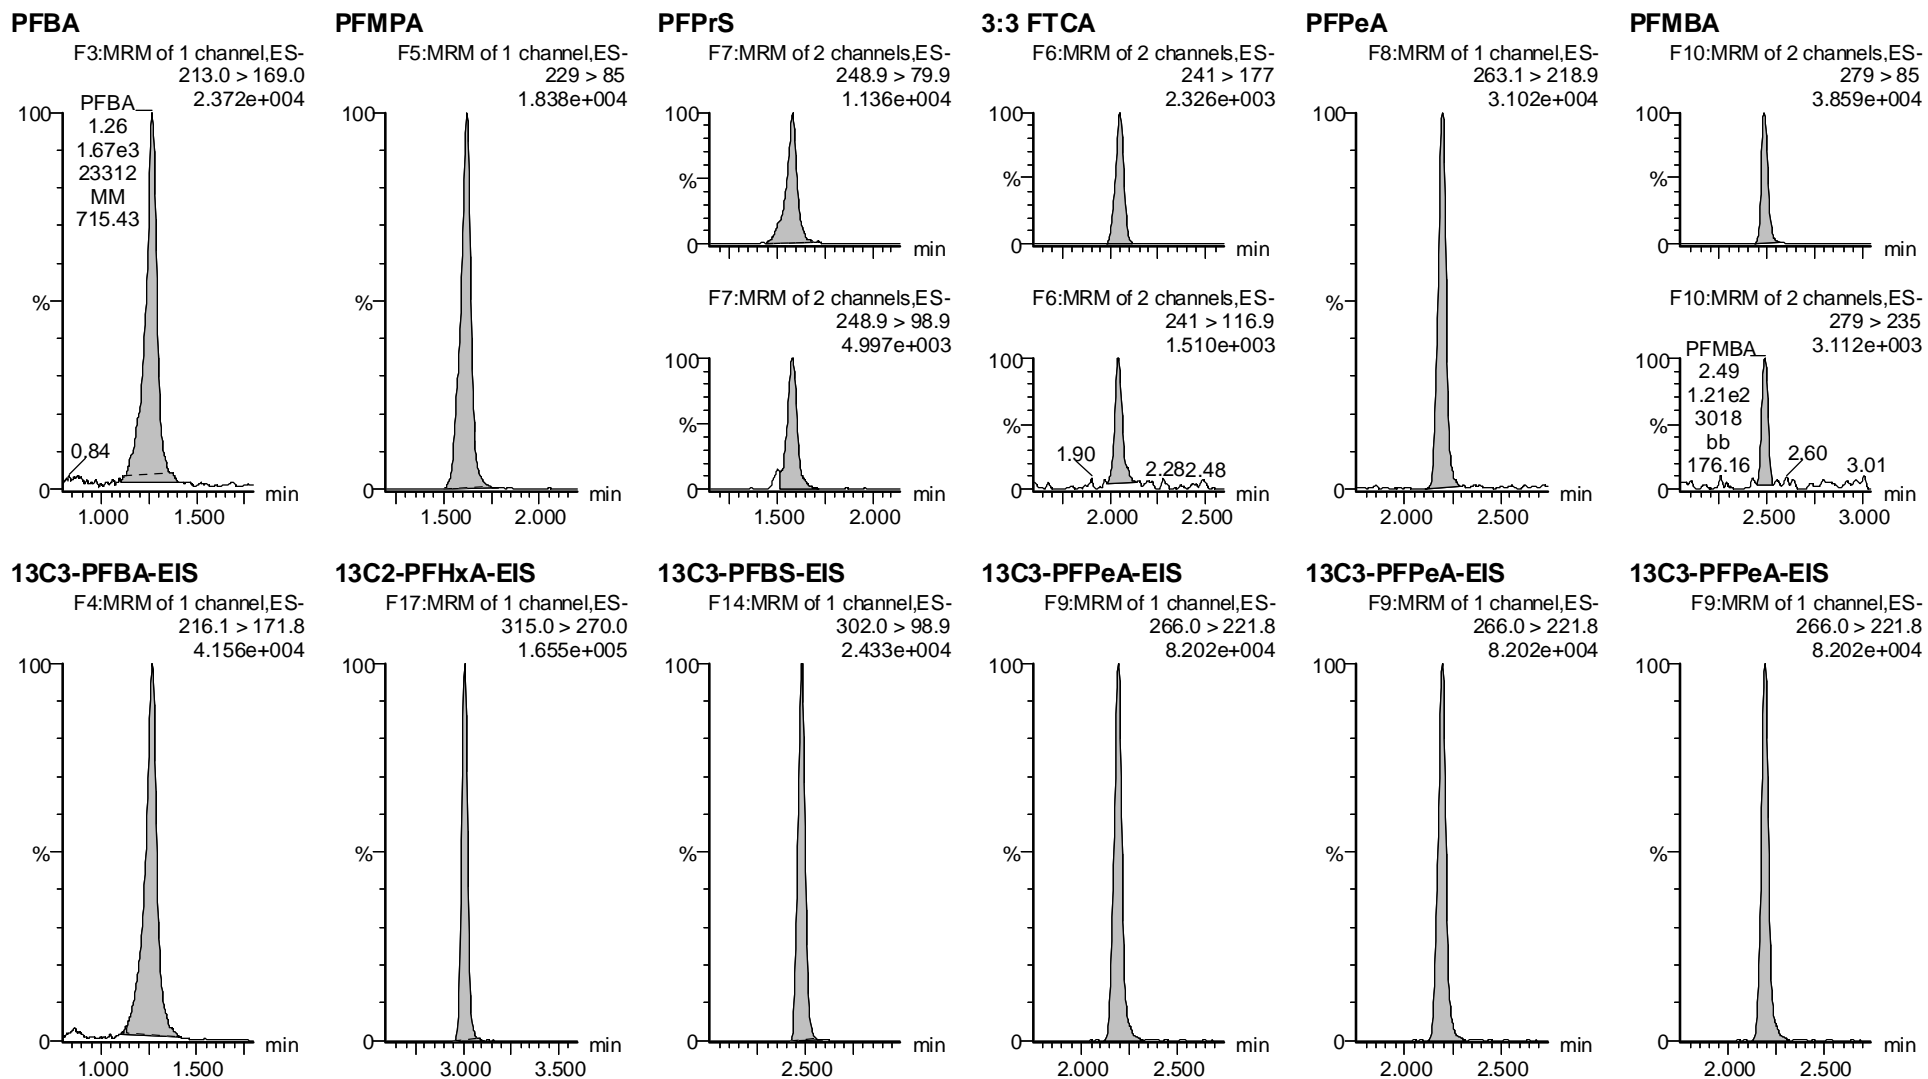 PFBA
F3:MRM of 1 channel,ES-
213.0 > 169.0
2.372e+004
100
%
0
PFBA
1.26
1.67e3
23312
MM
715.43
0.84
min
1.000 1.500
PFMPA
F5:MRM of 1 channel,ES-
229 > 85
1.838e+004
100
%
0
min
1.500 2.000
PFPrS
F7:MRM of 2 channels,ES-
248.9 > 79.9
1.136e+004
100
%
0
min
F7:MRM of 2 channels,ES-
248.9 > 98.9
4.997e+003
100
%
0
min
1.500 2.000
3:3 FTCA
F6:MRM of 2 channels,ES-
241 > 177
2.326e+003
100
%
0
min
F6:MRM of 2 channels,ES-
241 > 116.9
1.510e+003
100
%
0
1.90
2.28 2.48
min
2.000 2.500
PFPeA
F8:MRM of 1 channel,ES-
263.1 > 218.9
3.102e+004
100
%
0
min
2.000 2.500
PFMBA
F10:MRM of 2 channels,ES-
279 > 85
3.859e+004
100
%
0
min
F10:MRM of 2 channels,ES-
279 > 235
3.112e+003
100
%
0
PFMBA
2.49
1.21e2
3018
bb
176.16
2.60
3.01
min
2.500 3.000
13C3-PFBA-EIS
F4:MRM of 1 channel,ES-
216.1 > 171.8
4.156e+004
100
%
0
min
1.000 1.500
13C2-PFHxA-EIS
F17:MRM of 1 channel,ES-
315.0 > 270.0
1.655e+005
100
%
0
min
3.000 3.500
13C3-PFBS-EIS
F14:MRM of 1 channel,ES-
302.0 > 98.9
2.433e+004
100
%
0
min
2.500
13C3-PFPeA-EIS
F9:MRM of 1 channel,ES-
266.0 > 221.8
8.202e+004
100
%
0
min
2.000 2.500
13C3-PFPeA-EIS
F9:MRM of 1 channel,ES-
266.0 > 221.8
8.202e+004
100
%
0
min
2.000 2.500
13C3-PFPeA-EIS
F9:MRM of 1 channel,ES-
266.0 > 221.8
8.202e+004
100
%
0
min
2.000 2.500